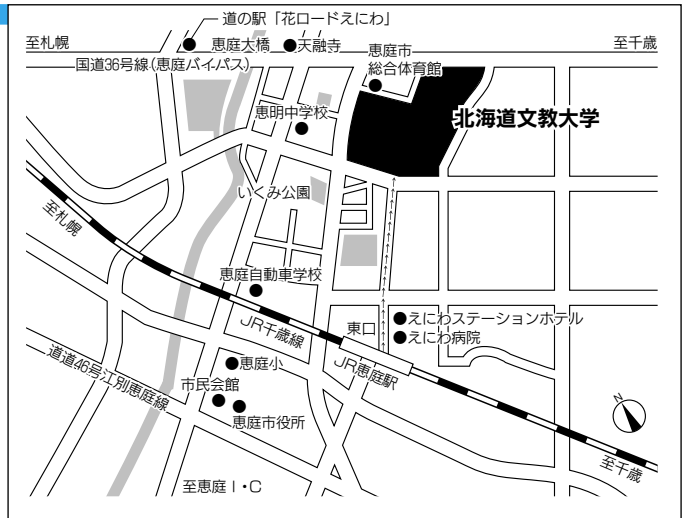 道の駅「花ロードえにわ」
至札幌
恵庭大橋
天融寺
至千歳
国道36号線(恵庭バイパス)
恵庭市
総合体育館
北海道文教大学
恵明中学校
いくみ公園
至札幌
恵庭自動車学校
JR千歳線
東口
えにわステーションホテル
えにわ病院
JR恵庭駅
道道46号江別恵庭線
恵庭小
市民会館
恵庭市役所
N
至千歳
至恵庭I・C